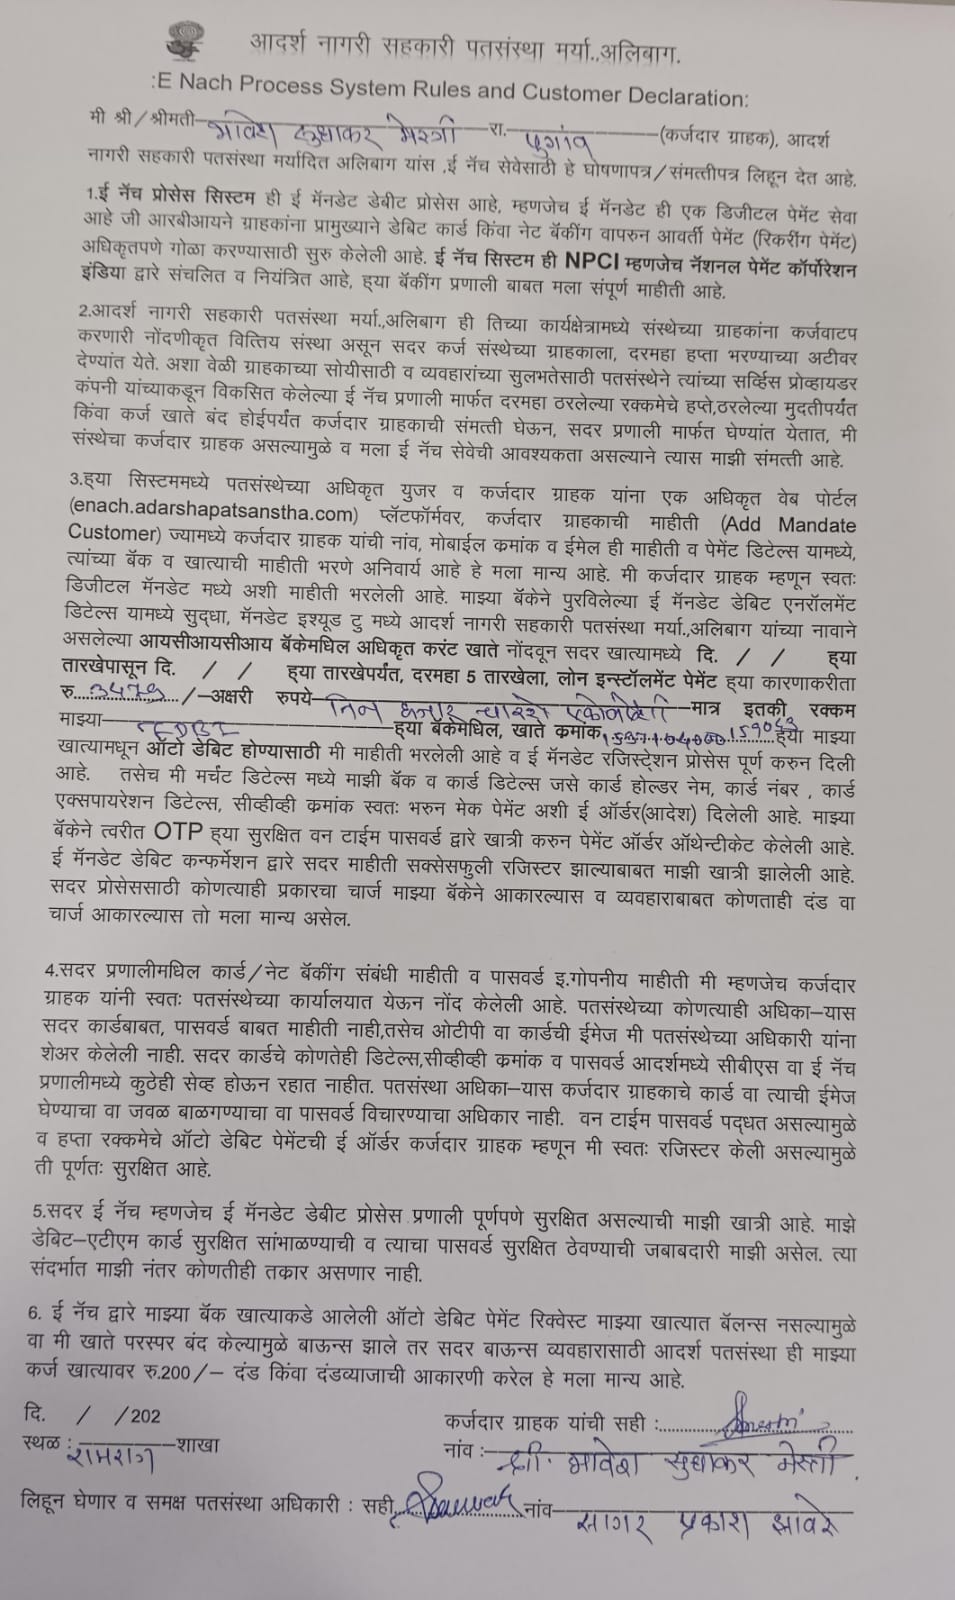 आदर्श नागरी सहकारी पतसंस्था मर्या.,अलिबाग.
:E Nach Process System Rules and Customer Declaration:
मी श्री/श्रीमती भावेश सुधाकर मेस्त्री रा. (कर्जदार ग्राहक), आदर्श
नागरी सहकारी पतसंस्था मर्यादित अलिबाग यांस ,ई नॅच सेवेसाठी हे घोषणापत्र/संमत्तीपत्र लिहून देत आहे.
1.ई नॅच प्रोसेस सिस्टिम ही ई मॅनडेट डेबीट प्रोसेस आहे, म्हणजेच ई मॅनडेट ही एक डिजीटल पेमेंट सेवा
आहे जी आरबीआयने ग्राहकांना प्रामुख्याने डेबिट कार्ड किंवा नेट बॅकींग वापरुन आवर्ती पेमेंट (रिकरींग पेमेंट)
अधिकृतपणे गोळा करण्यासाठी सुरु केलेली आहे. ई नॅच सिस्टम ही NPCI म्हणजेच नॅशनल पेमेंट कॉर्पोरेशन
इंडिया द्वारे संचलित व नियंत्रित आहे, ह्या बॅकींग प्रणाली बाबत मला संपूर्ण माहीती आहे.
2.आदर्श नागरी सहकारी पतसंस्था मर्या.,अलिबाग ही तिच्या कार्यक्षेत्रामध्ये संस्थेच्या ग्राहकांना कर्जवाटप
करणारी नोंदणीकृत वित्तिय संस्था असून सदर कर्ज संस्थेच्या ग्राहकाला, दरमहा हप्ता भरण्याच्या अटीवर
देण्यांत येते. अशा वेळी ग्राहकाच्या सोयीसाठी व व्यवहारांच्या सुलभतेसाठी पतसंस्थेने त्यांच्या सर्व्हिस प्रोव्हायडर
कंपनी यांच्याकडून विकसित केलेल्या ई नॅच प्रणाली मार्फत दरमहा ठरलेल्या रक्कमेचे हप्ते,ठरलेल्या मुदतीपर्यंत
किंवा कर्ज खाते बंद होईपर्यंत कर्जदार ग्राहकाची संमत्ती घेऊन, सदर प्रणाली मार्फत घेण्यांत येतात, मी
संस्थेचा कर्जदार ग्राहक असल्यामुळे व मला ई नॅच सेवेची आवश्यकता असल्याने त्यास माझी संमत्ती आहे.
3.ह्या सिस्टममध्ये पतसंस्थेच्या अधिकृत युजर व कर्जदार ग्राहक यांना एक अधिकृत वेब पोर्टल
(enach.adarshapatsanstha.com) प्लॅटफॉर्मवर, कर्जदार ग्राहकाची माहीती (Add Mandate
Customer) ज्यामध्ये कर्जदार ग्राहक यांची नांव, मोबाईल क्रमांक व ईमेल ही माहीती व पेमेंट डिटेल्स यामध्ये,
त्यांच्या बॅक व खात्याची माहीती भरणे अनिवार्य आहे हे मला मान्य आहे. मी कर्जदार ग्राहक म्हणून स्वतः
डिजीटल मॅनडेट मध्ये अशी माहीती भरलेली आहे. माझ्या बॅकेने पुरविलेल्या ई मॅनडेट डेबिट एनरॉलमेंट
डिटेल्स यामध्ये सुद्धा, मॅनडेट इश्यूड टु मध्ये आदर्श नागरी सहकारी पतसंस्था मर्या.,अलिबाग यांच्या नावाने
असलेल्या आयसीआयसीआय बॅकेमधिल अधिकृत करंट खाते नोंदवून सदर खात्यामध्ये दि. / / ह्या
तारखेपासून दि. / / ह्या तारखेपर्यंत, दरमहा 5 तारखेला, लोन इन्स्टॉलमेंट पेमेंट ह्या कारणाकरीता
रु 3479 /–अक्षरी रुपये तिन हजार चारशे मात्र इतकी रक्कम
माझ्या IDBI ह्या बॅकेमधिल, खाते क्रमांक ह्या माझ्या
खात्यामधून ऑटो डेबिट होण्यासाठी मी माहीती भरलेली आहे व ई मॅनडेट रजिस्ट्रेशन प्रोसेस पूर्ण करुन दिली
आहे. तसेच मी मर्चंट डिटेल्स मध्ये माझी बॅक व कार्ड डिटेल्स जसे कार्ड होल्डर नेम, कार्ड नंबर , कार्ड
एक्सपायरेशन डिटेल्स, सीव्हीव्ही क्रमांक स्वतः भरुन मेक पेमेंट अशी ई ऑर्डर(आदेश) दिलेली आहे. माझ्या
बॅकेने त्वरीत OTP ह्या सुरक्षित वन टाईम पासवर्ड द्वारे खात्री करुन पेमेंट ऑर्डर ऑथेन्टीकेट केलेली आहे.
ई मॅनडेट डेबिट कन्फर्मेशन द्वारे सदर माहीती सक्सेसफुली रजिस्टर झाल्याबाबत माझी खात्री झालेली आहे.
सदर प्रोसेससाठी कोणत्याही प्रकारचा चार्ज माझ्या बॅकेने आकारल्यास व व्यवहाराबाबत कोणताही दंड वा
चार्ज आकारल्यास तो मला मान्य असेल.
4.सदर प्रणालीमधिल कार्ड/नेट बॅकींग संबंधी माहीती व पासवर्ड इ.गोपनीय माहीती मी म्हणजेच कर्जदार
ग्राहक यांनी स्वतः पतसंस्थेच्या कार्यालयात येऊन नोंद केलेली आहे. पतसंस्थेच्या कोणत्याही अधिका–यास
सदर कार्डबाबत, पासवर्ड बाबत माहीती नाही,तसेच ओटीपी वा कार्डची ईमेज मी पतसंस्थेच्या अधिकारी यांना
शेअर केलेली नाही. सदर कार्डचे कोणतेही डिटेल्स,सीव्हीव्ही क्रमांक व पासवर्ड आदर्शमध्ये सीबीएस वा ई नॅच
प्रणालीमध्ये कुठेही सेव्ह होऊन रहात नाहीत. पतसंस्था अधिका–यास कर्जदार ग्राहकाचे कार्ड वा त्याची ईमेज
घेण्याचा वा जवळ बाळगण्याचा वा पासवर्ड विचारण्याचा अधिकार नाही. वन टाईम पासवर्ड पद्धत असल्यामुळे
व हप्ता रक्कमेचे ऑटो डेबिट पेमेंटची ई ऑर्डर कर्जदार ग्राहक म्हणून मी स्वतः रजिस्टर केली असल्यामुळे
ती पूर्णतः सुरक्षित आहे.
5.सदर ई नॅच म्हणजेच ई मॅनडेट डेबीट प्रोसेस प्रणाली पूर्णपणे सुरक्षित असल्याची माझी खात्री आहे. माझे
डेबिट–एटीएम कार्ड सुरक्षित सांभाळण्याची व त्याचा पासवर्ड सुरक्षित ठेवण्याची जबाबदारी माझी असेल. त्या
संदर्भात माझी नंतर कोणतीही तक्रार असणार नाही.
6. ई नॅच द्वारे माझ्या बॅक खात्याकडे आलेली ऑटो डेबिट पेमेंट रिक्वेस्ट माझ्या खात्यात बॅलन्स नसल्यामुळे
वा मी खाते परस्पर बंद केल्यामुळे बाऊन्स झाले तर सदर बाऊन्स व्यवहारासाठी आदर्श पतसंस्था ही माझ्या
कर्ज खात्यावर रु.200/– दंड किंवा दंडव्याजाची आकारणी करेल हे मला मान्य आहे.
दि. / /202
कर्जदार ग्राहक यांची सही :
स्थळ : रामराज शाखा
नांव : श्री. भावेश सुधाकर मेस्त्री.
लिहून घेणार व समक्ष पतसंस्था अधिकारी : सही नांव सागर प्रकाश झावरे